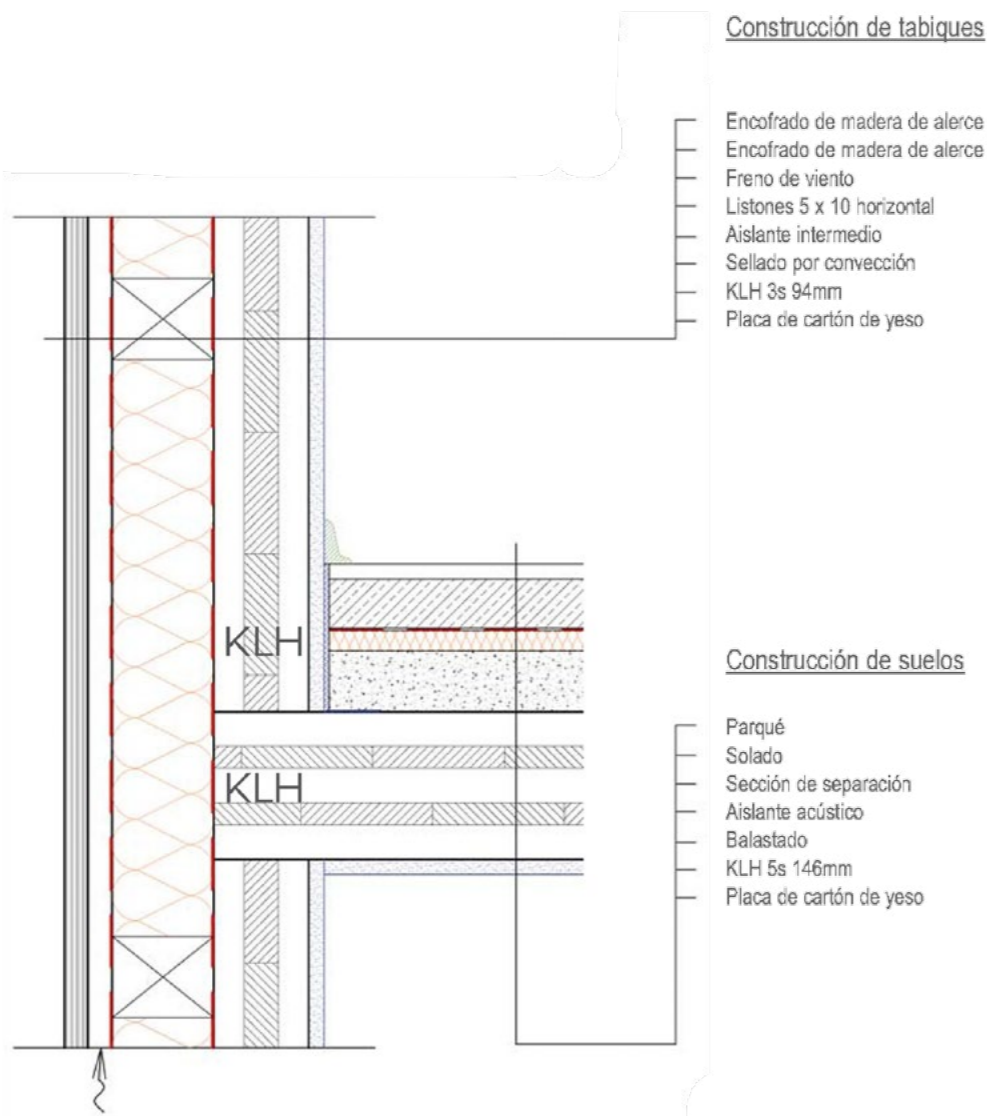 Construcción de tabiques
Encofrado de madera de alerce
Encofrado de madera de alerce
Freno de viento
Listones 5 x 10 horizontal
Aislante intermedio
Sellado por convección
KLH 3s 94mm
Placa de cartón de yeso
KLH
KLH
Construcción de suelos
Parqué
Solado
Sección de separación
Aislante acústico
Balastado
KLH 5s 146mm
Placa de cartón de yeso